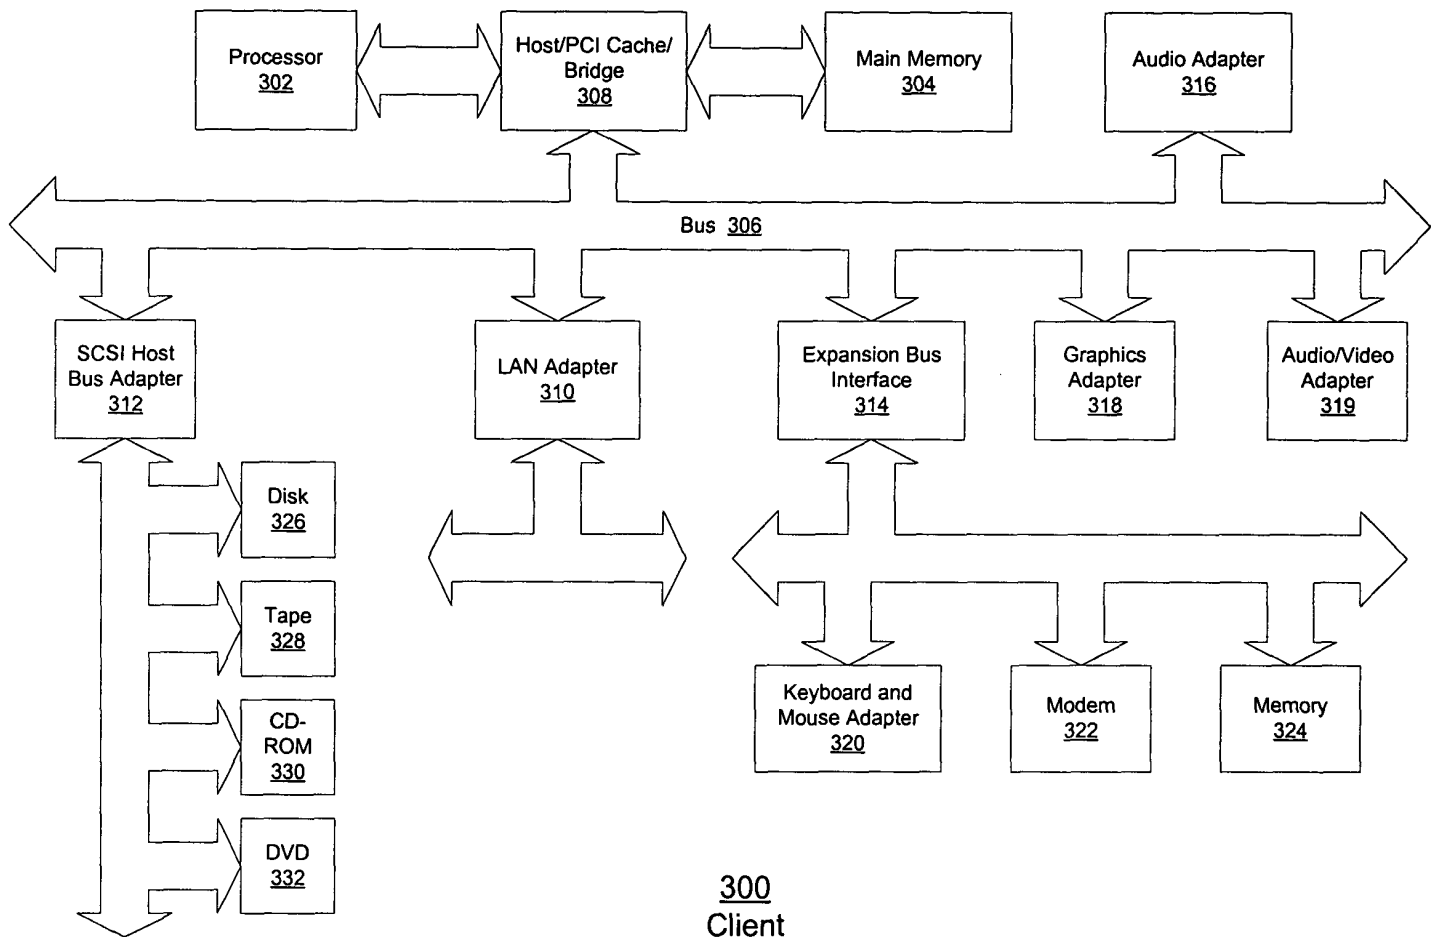 Processor
302
Host/PCI Cache/
Bridge
308
Main Memory
304
Audio Adapter
316
Bus 306
SCSI Host
Bus Adapter
312
LAN Adapter
310
Expansion Bus
Interface
314
Graphics
Adapter
318
Audio/Video
Adapter
319
Disk
326
Tape
328
CD-
ROM
330
DVD
332
Keyboard and
Mouse Adapter
320
Modem
322
Memory
324
300
Client